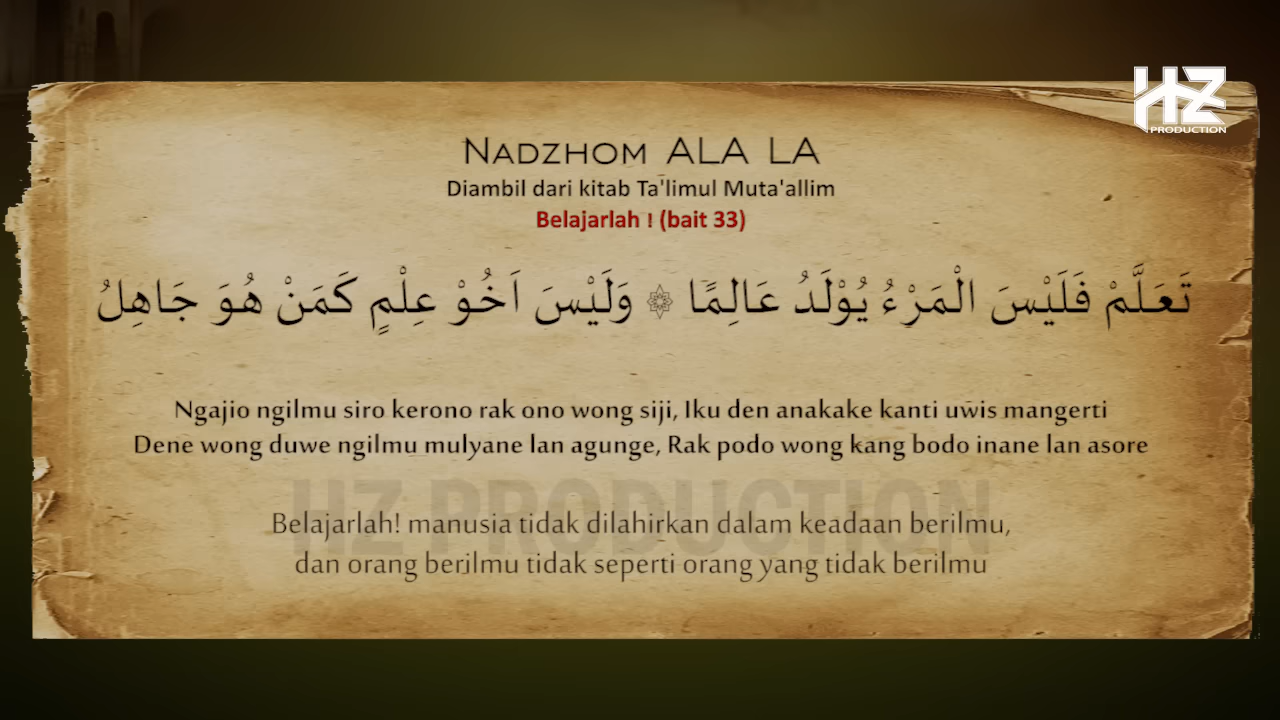 HZ
PRODUCTION
NADZHOM ALA LA
Diambil dari kitab Ta'limul Muta'allim
Belajarlah ! (bait 33)
تَعَلَّمْ فَلَيْسَ الْمَرْءُ يُوْلَدُ عَالِمًا ۞ وَلَيْسَ اَخُوْ عِلْمٍ كَمَنْ هُوَ جَاهِلُ
Ngajio ngilmu siro kerono rak ono wong siji, Iku den anakake kanti uwis mangerti
Dene wong duwe ngilmu mulyane lan agunge, Rak podo wong kang bodo inane lan asore
HZ PRODUCTION
Belajarlah! manusia tidak dilahirkan dalam keadaan berilmu,
dan orang berilmu tidak seperti orang yang tidak berilmu